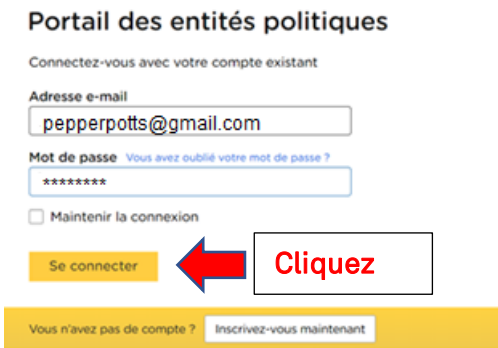 Portail des entités politiques
Connectez-vous avec votre compte existant
Adresse e-mail
pepperpotts@gmail.com
Mot de passe Vous avez oublié votre mot de passe ?
********
Maintenir la connexion
Se connecter
Cliquez
Vous n'avez pas de compte ? Inscrivez-vous maintenant